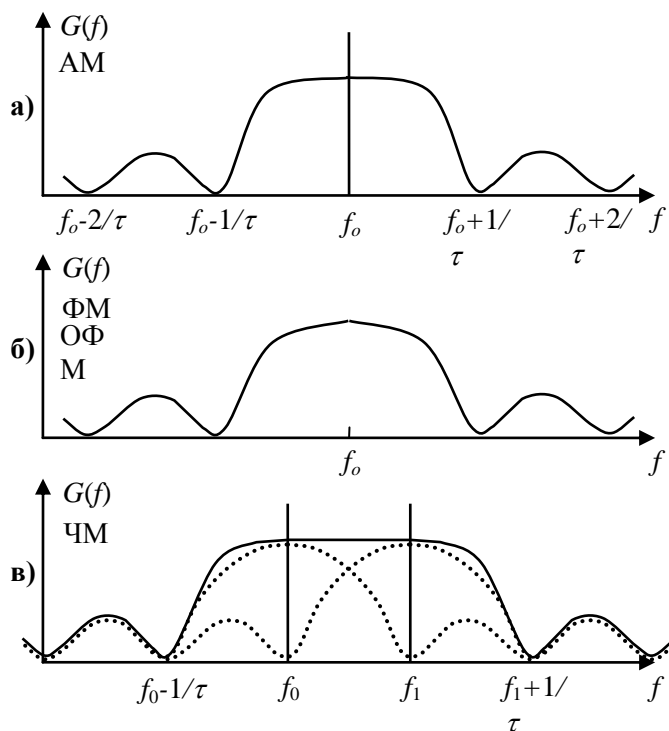 G(f)
АМ
а)
fₒ-2/τ fₒ-1/τ fₒ fₒ+1/ fₒ+2/ f
τ τ
G(f)
ФМ
ОФ
б)
М
fₒ f
G(f)
ЧМ
в)
f₀-1/τ f₀ f₁ f₁+1/ f
τ